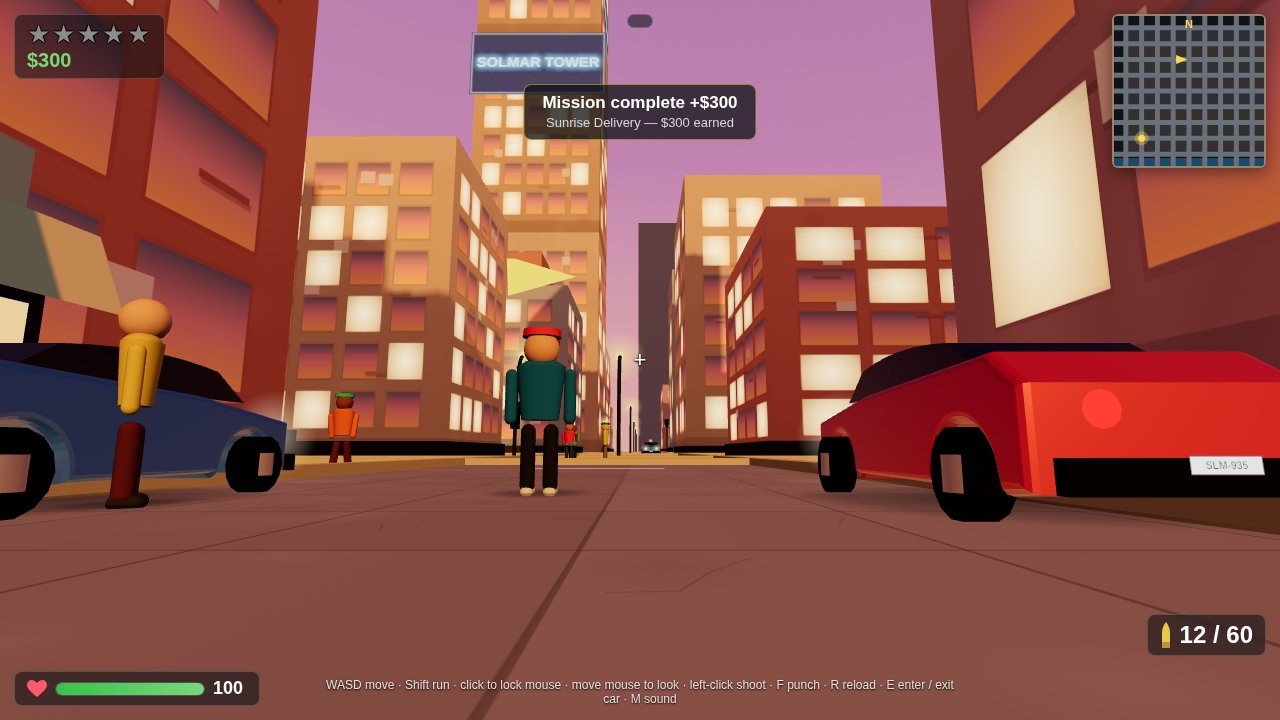 $300
SOLMAR TOWER
N
Mission complete +$300
Sunrise Delivery — $300 earned
SLM-935
12 / 60
100
WASD move · Shift run · click to lock mouse · move mouse to look · left-click shoot · F punch · R reload · E enter / exit
car · M sound